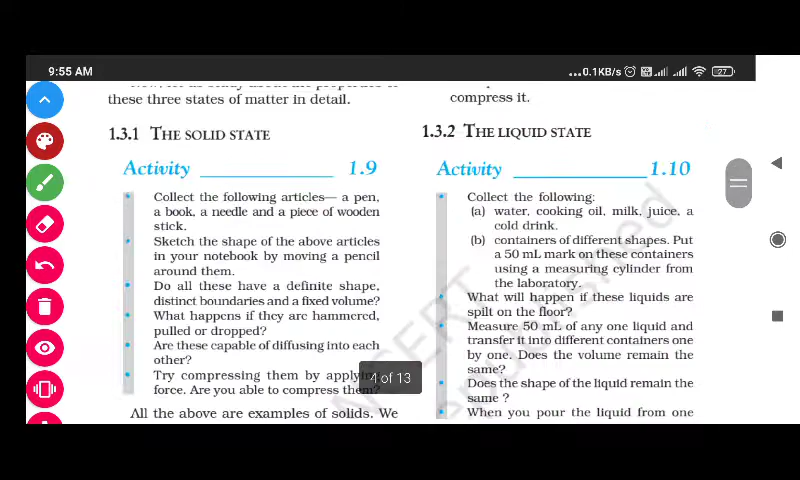 9:55 AM
...0.1KB/s
27
these three states of matter in detail.
1.3.1 THE SOLID STATE
Activity ______________ 1.9
• Collect the following articles— a pen,
a book, a needle and a piece of wooden
stick.
• Sketch the shape of the above articles
in your notebook by moving a pencil
around them.
• Do all these have a definite shape,
distinct boundaries and a fixed volume?
• What happens if they are hammered,
pulled or dropped?
• Are these capable of diffusing into each
other?
• Try compressing them by applying
force. Are you able to compress them?
All the above are examples of solids. We
compress it.
1.3.2 THE LIQUID STATE
Activity ______________ 1.10
• Collect the following:
(a) water, cooking oil, milk, juice, a
cold drink.
(b) containers of different shapes. Put
a 50 mL mark on these containers
using a measuring cylinder from
the laboratory.
• What will happen if these liquids are
spilt on the floor?
• Measure 50 mL of any one liquid and
transfer it into different containers one
by one. Does the volume remain the
same?
• Does the shape of the liquid remain the
same ?
• When you pour the liquid from one
4 of 13
NCERT